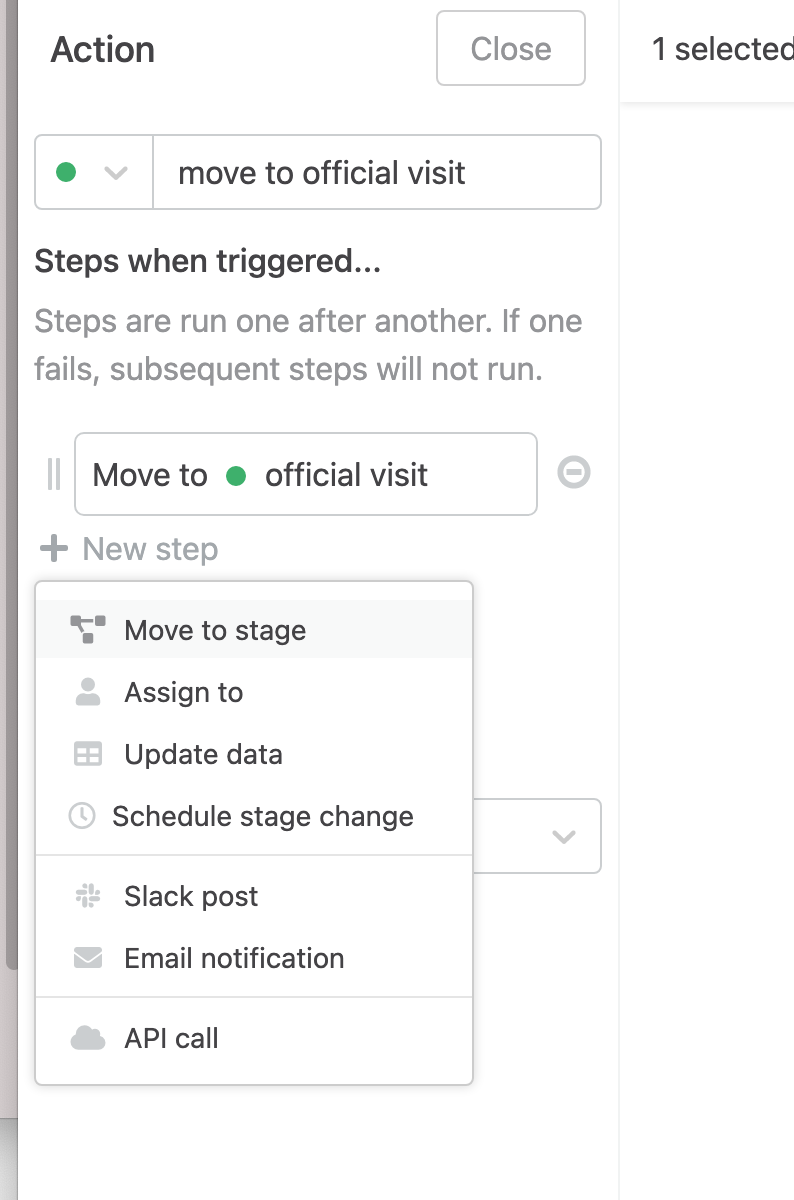 Action
Close
1 selected
move to official visit
Steps when triggered...
Steps are run one after another. If one
fails, subsequent steps will not run.
Move to official visit
New step
Move to stage
Assign to
Update data
Schedule stage change
Slack post
Email notification
API call